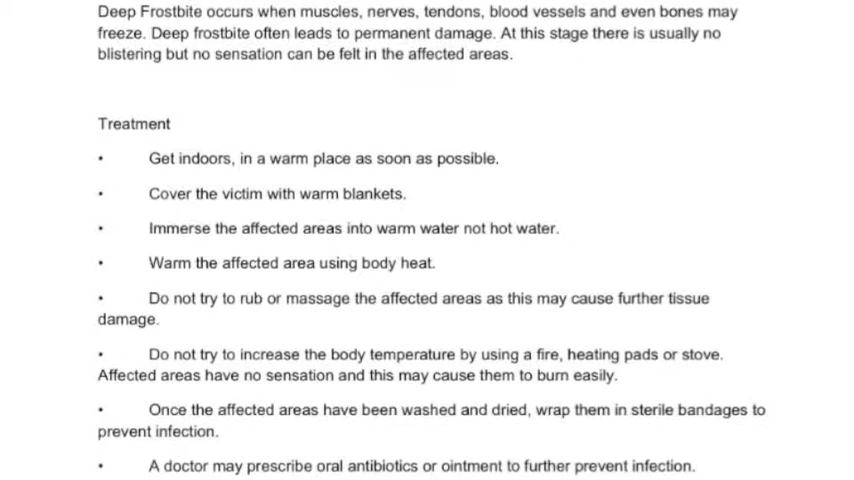 Deep Frostbite occurs when muscles, nerves, tendons, blood vessels and even bones may
freeze. Deep frostbite often leads to permanent damage. At this stage there is usually no
blistering but no sensation can be felt in the affected areas.
Treatment
• Get indoors, in a warm place as soon as possible.
• Cover the victim with warm blankets.
• Immerse the affected areas into warm water not hot water.
• Warm the affected area using body heat.
• Do not try to rub or massage the affected areas as this may cause further tissue
damage.
• Do not try to increase the body temperature by using a fire, heating pads or stove.
Affected areas have no sensation and this may cause them to burn easily.
• Once the affected areas have been washed and dried, wrap them in sterile bandages to
prevent infection.
• A doctor may prescribe oral antibiotics or ointment to further prevent infection.